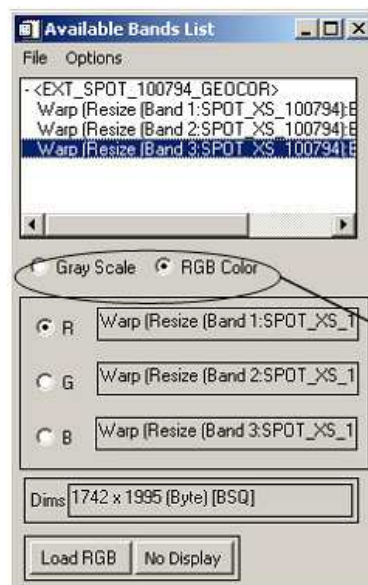 Available Bands List
File Options
- <EXT_SPOT_100794_GEOCOR>
Warp (Resize (Band 1:SPOT_XS_100794):E
Warp (Resize (Band 2:SPOT_XS_100794):E
Warp (Resize (Band 3:SPOT_XS_100794):E
Gray Scale RGB Color
R Warp (Resize (Band 1:SPOT_XS_1
G Warp (Resize (Band 2:SPOT_XS_1
B Warp (Resize (Band 3:SPOT_XS_1
Dims 1742 x 1995 (Byte) [BSQ]
Load RGB No Display